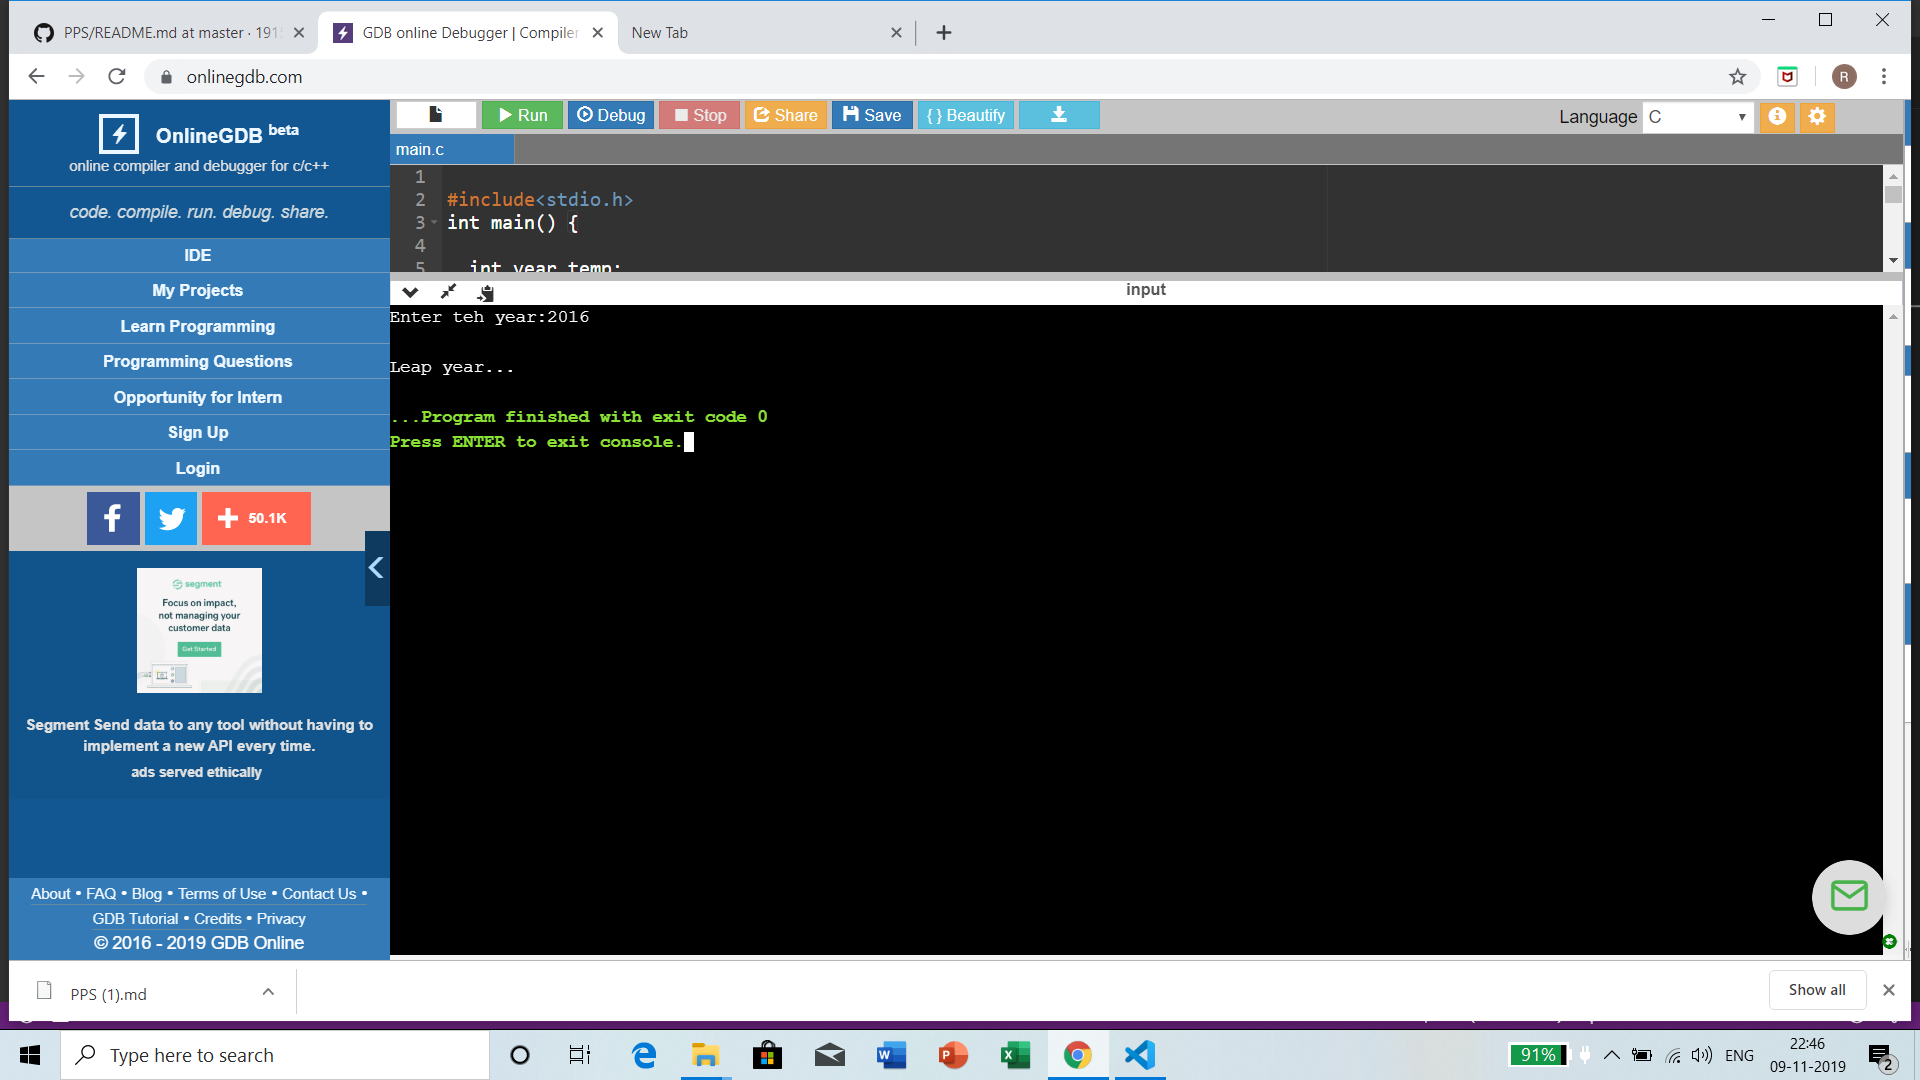 PPS/README.md at master · 191
GDB online Debugger | Compiler
New Tab
onlinegdb.com
R
OnlineGDB beta
online compiler and debugger for c/c++
code. compile. run. debug. share.
IDE
My Projects
Learn Programming
Programming Questions
Opportunity for Intern
Sign Up
Login
50.1K
segment
Focus on impact,
not managing your
customer data
Get Started
Segment Send data to any tool without having to
implement a new API every time.
ads served ethically
About • FAQ • Blog • Terms of Use • Contact Us •
GDB Tutorial • Credits • Privacy
© 2016 - 2019 GDB Online
Run Debug Stop Share Save { } Beautify
Language C
main.c
1
2 #include<stdio.h>
3 int main() {
4
5 int year,temp;
input
Enter teh year:2016
Leap year...
...Program finished with exit code 0
Press ENTER to exit console.
PPS (1).md
Show all
Type here to search
91%
ENG
22:46
09-11-2019
2